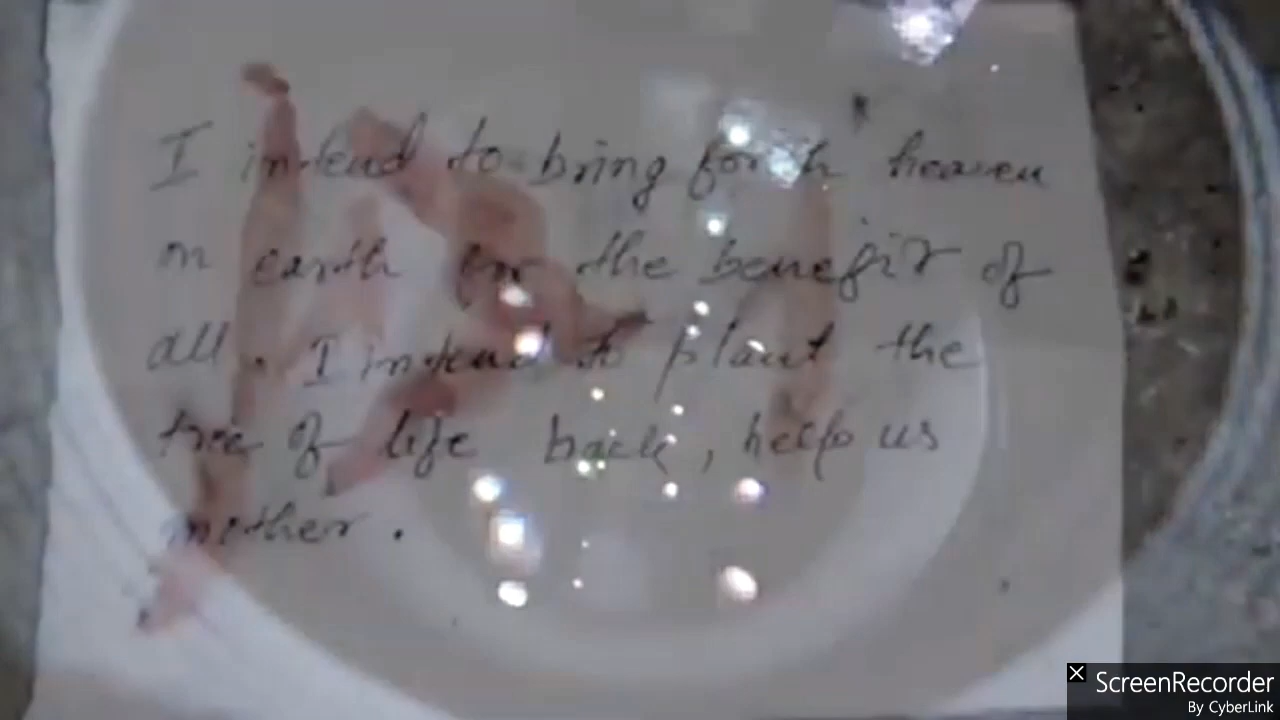 I intend to bring forth heaven
on earth for the benefit of
all. I intend to plant the
tree of life back, help us
mother.
ScreenRecorder
By CyberLink